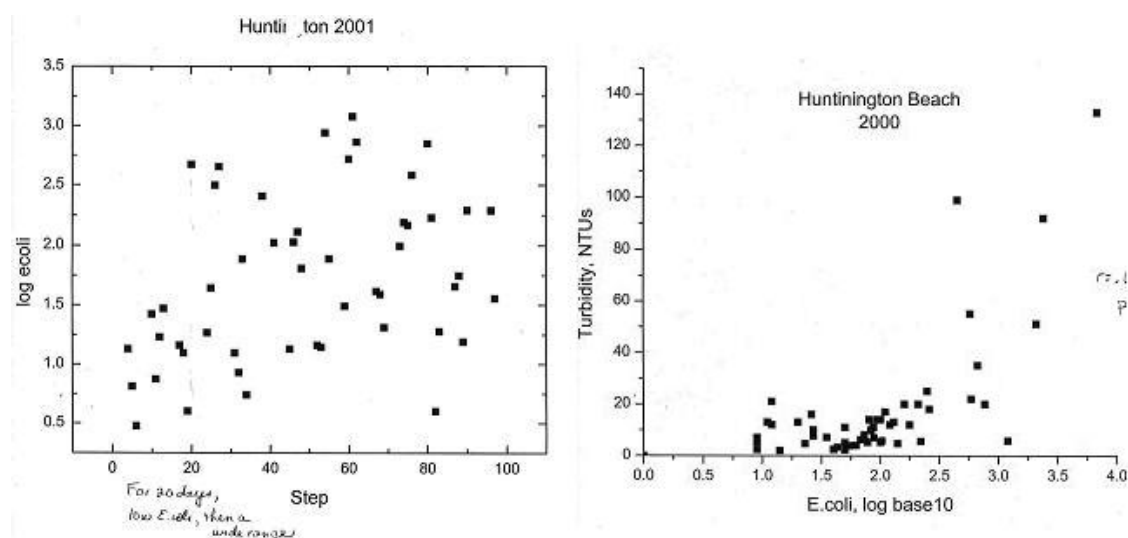 Huntin ton 2001
3.5
3.0
2.5
2.0
1.5
1.0
0.5
log ecoli
0 20 40 60 80 100
Step
For 20 days,
low E.coli, then a
wide range
Huntinington Beach
2000
140
120
100
80
60
40
20
0
Turbidity, NTUs
0.0 0.5 1.0 1.5 2.0 2.5 3.0 3.5 4.0
E.coli, log base10
P